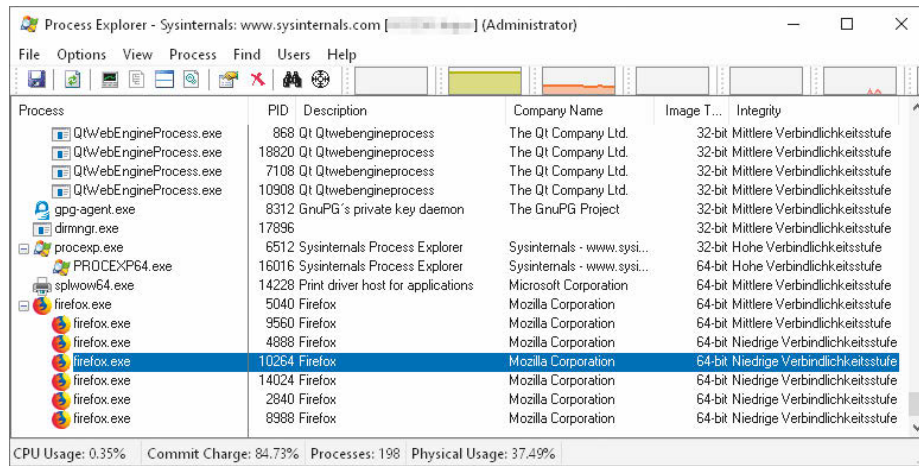 Process Explorer - Sysinternals: www.sysinternals.com [ ] (Administrator)
File Options View Process Find Users Help
Process PID Description Company Name Image T... Integrity
QtWebEngineProcess.exe 868 Qt Qtwebengineprocess The Qt Company Ltd. 32-bit Mittlere Verbindlichkeitsstufe
QtWebEngineProcess.exe 18820 Qt Qtwebengineprocess The Qt Company Ltd. 32-bit Mittlere Verbindlichkeitsstufe
QtWebEngineProcess.exe 7108 Qt Qtwebengineprocess The Qt Company Ltd. 32-bit Mittlere Verbindlichkeitsstufe
QtWebEngineProcess.exe 10908 Qt Qtwebengineprocess The Qt Company Ltd. 32-bit Mittlere Verbindlichkeitsstufe
gpg-agent.exe 8312 GnuPG´s private key daemon The GnuPG Project 32-bit Mittlere Verbindlichkeitsstufe
dirmngr.exe 17896 32-bit Mittlere Verbindlichkeitsstufe
procexp.exe 6512 Sysinternals Process Explorer Sysinternals - www.sysi... 32-bit Hohe Verbindlichkeitsstufe
PROCEXP64.exe 16016 Sysinternals Process Explorer Sysinternals - www.sysi... 64-bit Hohe Verbindlichkeitsstufe
splwow64.exe 14228 Print driver host for applications Microsoft Corporation 64-bit Mittlere Verbindlichkeitsstufe
firefox.exe 5040 Firefox Mozilla Corporation 64-bit Mittlere Verbindlichkeitsstufe
firefox.exe 9560 Firefox Mozilla Corporation 64-bit Mittlere Verbindlichkeitsstufe
firefox.exe 4888 Firefox Mozilla Corporation 64-bit Niedrige Verbindlichkeitsstufe
firefox.exe 10264 Firefox Mozilla Corporation 64-bit Niedrige Verbindlichkeitsstufe
firefox.exe 14024 Firefox Mozilla Corporation 64-bit Niedrige Verbindlichkeitsstufe
firefox.exe 2840 Firefox Mozilla Corporation 64-bit Niedrige Verbindlichkeitsstufe
firefox.exe 8988 Firefox Mozilla Corporation 64-bit Niedrige Verbindlichkeitsstufe
CPU Usage: 0.35% Commit Charge: 84.73% Processes: 198 Physical Usage: 37.49%